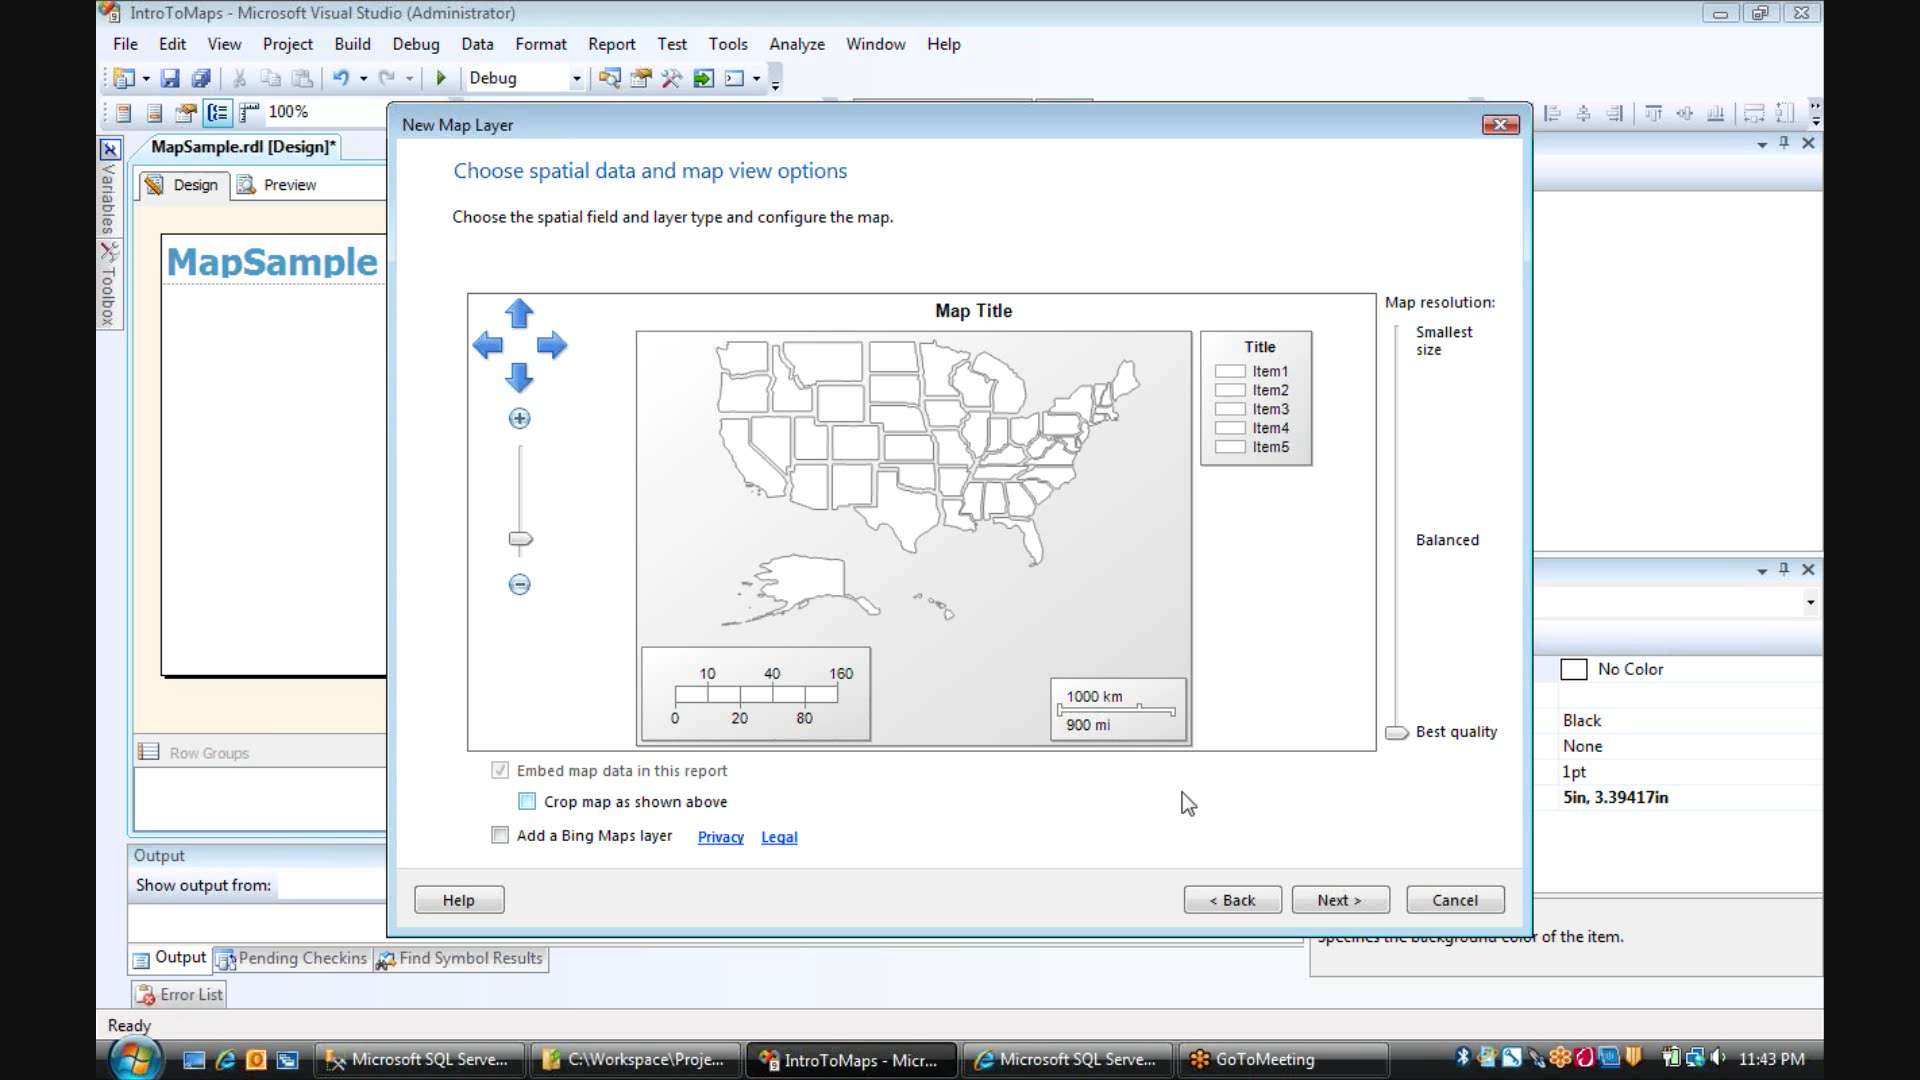 IntroToMaps - Microsoft Visual Studio (Administrator)
File Edit View Project Build Debug Data Format Report Test Tools Analyze Window Help
Debug
100%
New Map Layer
MapSample.rdl [Design]*
Choose spatial data and map view options
Design Preview
Variables
Choose the spatial field and layer type and configure the map.
Toolbox
MapSample
Map Title
Map resolution:
Smallest
size
Title
Item1
Item2
Item3
Item4
Item5
Balanced
10 40 160
0 20 80
1000 km
900 mi
Best quality
No Color
Black
None
1pt
5in, 3.39417in
Row Groups
Embed map data in this report
Crop map as shown above
Add a Bing Maps layer Privacy Legal
Output
Show output from:
Help < Back Next > Cancel
Specifies the background color of the item.
Output Pending Checkins Find Symbol Results
Error List
Ready
Microsoft SQL Serve... C:\Workspace\Proje... IntroToMaps - Micr... Microsoft SQL Serve... GoToMeeting 11:43 PM